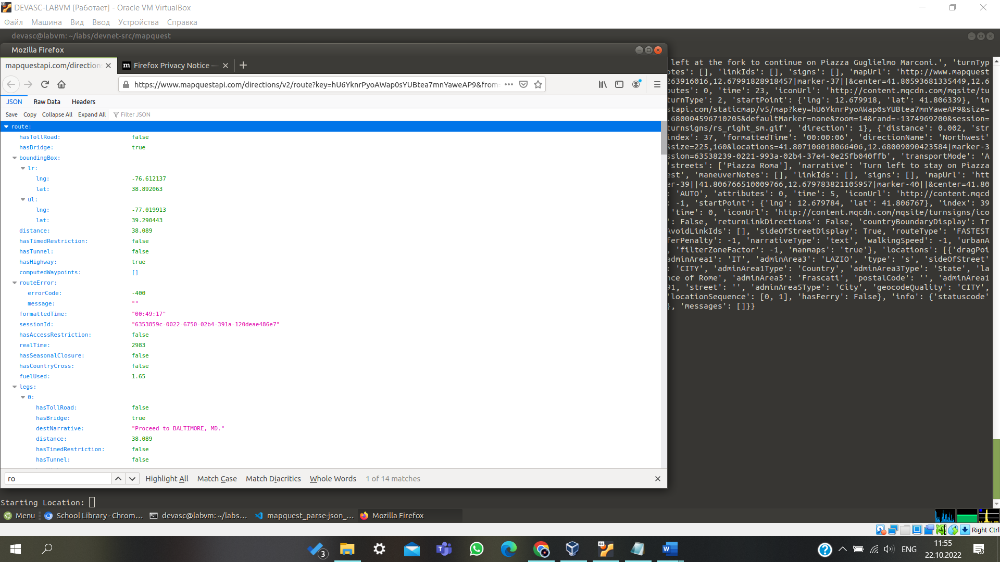 DEVASC-LABVM [Работает] - Oracle VM VirtualBox
Файл Машина Вид Ввод Устройства Справка
devasc@labvm: ~/labs/devnet-src/mapquest
Mozilla Firefox
mapquestapi.com/direction
Firefox Privacy Notice —
https://www.mapquestapi.com/directions/v2/route?key=hU6YknrPyoAWap0sYUBtea7mnYaweAP9&from=
JSON Raw Data Headers
Save Copy Collapse All Expand All Filter JSON
route:
hasTollRoad: false
hasBridge: true
boundingBox:
lr:
lng: -76.612137
lat: 38.892063
ul:
lng: -77.019913
lat: 39.290443
distance: 38.089
hasTimedRestriction: false
hasTunnel: false
hasHighway: true
computedWaypoints: []
routeError:
errorCode: -400
message: ""
formattedTime: "00:49:17"
sessionId: "6353859c-0022-6750-02b4-391a-120deae486e7"
hasAccessRestriction: false
realTime: 2983
hasSeasonalClosure: false
hasCountryCross: false
fuelUsed: 1.65
legs:
0:
hasTollRoad: false
hasBridge: true
destNarrative: "Proceed to BALTIMORE, MD."
distance: 38.089
hasTimedRestriction: false
hasTunnel: false
ro Highlight All Match Case Match Diacritics Whole Words 1 of 14 matches
left at the fork to continue on Piazza Guglielmo Marconi.', 'turnTyp
otes': [], 'linkIds': [], 'signs': [], 'mapUrl': 'http://www.mapquest
263916016,12.67991828918457|marker-37||&center=41.80593681335449,12.6
outes': 0, 'time': 23, 'iconUrl': 'http://content.mqcdn.com/mqsite/tu
turnType': 2, 'startPoint': {'lng': 12.679918, 'lat': 41.806339}, 'in
stapi.com/staticmap/v5/map?key=hU6YknrPyoAWap0sYUBtea7mnYaweAP9&size=
.680004596710205&defaultMarker=none&zoom=14&rand=-1374969200&session=
turnsigns/rs_right_sm.gif', 'direction': 1}, {'distance': 0.002, 'str
index': 37, 'formattedTime': '00:00:06', 'directionName': 'Northwest'
&size=225,160&locations=41.807106018066406,12.68009090423584|marker-3
ssion=63538239-0221-993a-02b4-37e4-0e25fb040ffb', 'transportMode': 'A
'streets': ['Piazza Roma'], 'narrative': 'Turn left to stay on Piazza
est', 'maneuverNotes': [], 'linkIds': [], 'signs': [], 'mapUrl': 'htt
er-39||41.806766510009766,12.679783821105957|marker-40||&center=41.80
: 'AUTO', 'attributes': 0, 'time': 5, 'iconUrl': 'http://content.mqcd
: -1, 'startPoint': {'lng': 12.679784, 'lat': 41.806767}, 'index': 39
'time': 0, 'iconUrl': 'http://content.mqcdn.com/mqsite/turnsigns/ico
': False, 'returnLinkDirections': False, 'countryBoundaryDisplay': Tr
AvoidLinkIds': [], 'sideOfStreetDisplay': True, 'routeType': 'FASTEST
ferPenalty': -1, 'narrativeType': 'text', 'walkingSpeed': -1, 'urbanA
, 'filterZoneFactor': -1, 'manmaps': 'true'}, 'locations': [{'dragPoi
adminArea1': 'IT', 'adminArea3': 'LAZIO', 'type': 's', 'sideOfStreet'
: 'CITY', 'adminArea1Type': 'Country', 'adminArea3Type': 'State', 'la
nce of Rome', 'adminArea5': 'Frascati', 'postalCode': '', 'adminArea1
91, 'street': '', 'adminArea5Type': 'City', 'geocodeQuality': 'CITY',
'locationSequence': [0, 1], 'hasFerry': False}, 'info': {'statuscode'
}, 'messages': []}}
Starting Location:
Menu School Library - Chrom... devasc@labvm: ~/labs... mapquest_parse-json_... Mozilla Firefox
Right Ctrl
3
64
ENG
11:55
22.10.2022